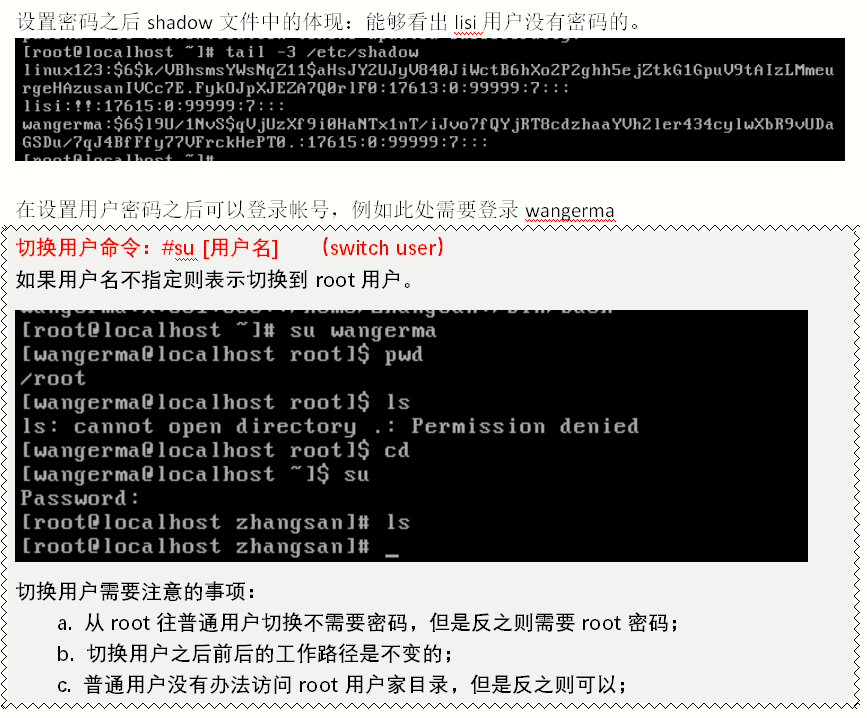 设置密码之后 shadow 文件中的体现：能够看出 lisi 用户没有密码的。
[root@localhost ~]# tail -3 /etc/shadow
linux123:$6$k/VBhsmsYWsNqZ11$aHsJY2UJyV840JiWctB6hXo2P2ghh5ejZtkG1GpuV9tAIzLMmeu
rgeHAzusanIVCc7E.FykOJpXJEZA7Q0rlF0:17613:0:99999:7:::
lisi:!!:17615:0:99999:7:::
wangerma:$6$l9U/1NvS$qVjUzXf9i0HaNTx1nT/iJvo7fQYjRT8cdzhaaYVh2ler434cylwXbR9vUDa
GSDu/7qJ4BfFfy77VFrckHePT0.:17615:0:99999:7:::
[root@localhost ~]#
在设置用户密码之后可以登录帐号，例如此处需要登录 wangerma
切换用户命令：#su [用户名] （switch user）
如果用户名不指定则表示切换到 root 用户。
[root@localhost ~]# su wangerma
[wangerma@localhost root]$ pwd
/root
[wangerma@localhost root]$ ls
ls: cannot open directory .: Permission denied
[wangerma@localhost root]$ cd
[wangerma@localhost ~]$ su
Password:
[root@localhost zhangsan]# ls
[root@localhost zhangsan]# _
切换用户需要注意的事项：
a. 从 root 往普通用户切换不需要密码，但是反之则需要 root 密码；
b. 切换用户之后前后的工作路径是不变的；
c. 普通用户没有办法访问 root 用户家目录，但是反之则可以；